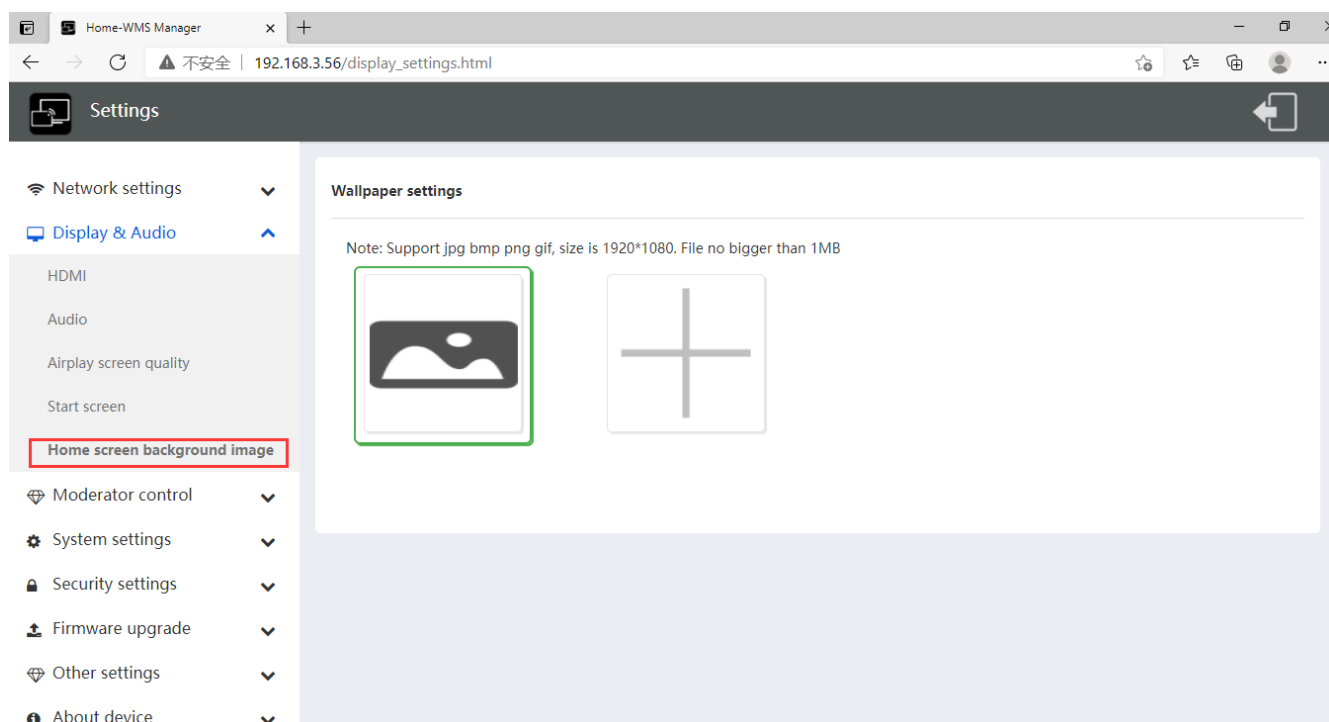 Home-WMS Manager
不安全 | 192.168.3.56/display_settings.html
Settings
Network settings
Display & Audio
HDMI
Audio
Airplay screen quality
Start screen
Home screen background image
Moderator control
System settings
Security settings
Firmware upgrade
Other settings
About device
Wallpaper settings
Note: Support jpg bmp png gif, size is 1920*1080. File no bigger than 1MB